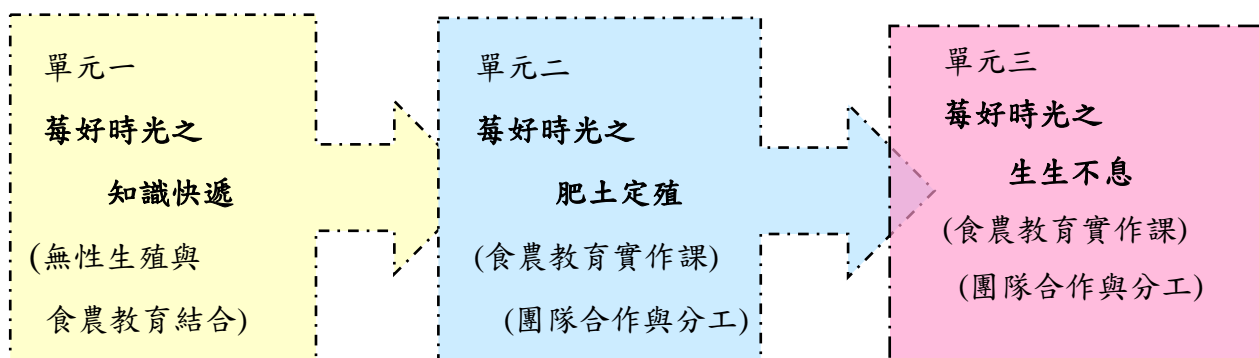 單元一
莓好時光之
知識快遞
(無性生殖與
食農教育結合)
單元二
莓好時光之
肥土定殖
(食農教育實作課)
(團隊合作與分工)
單元三
莓好時光之
生生不息
(食農教育實作課)
(團隊合作與分工)